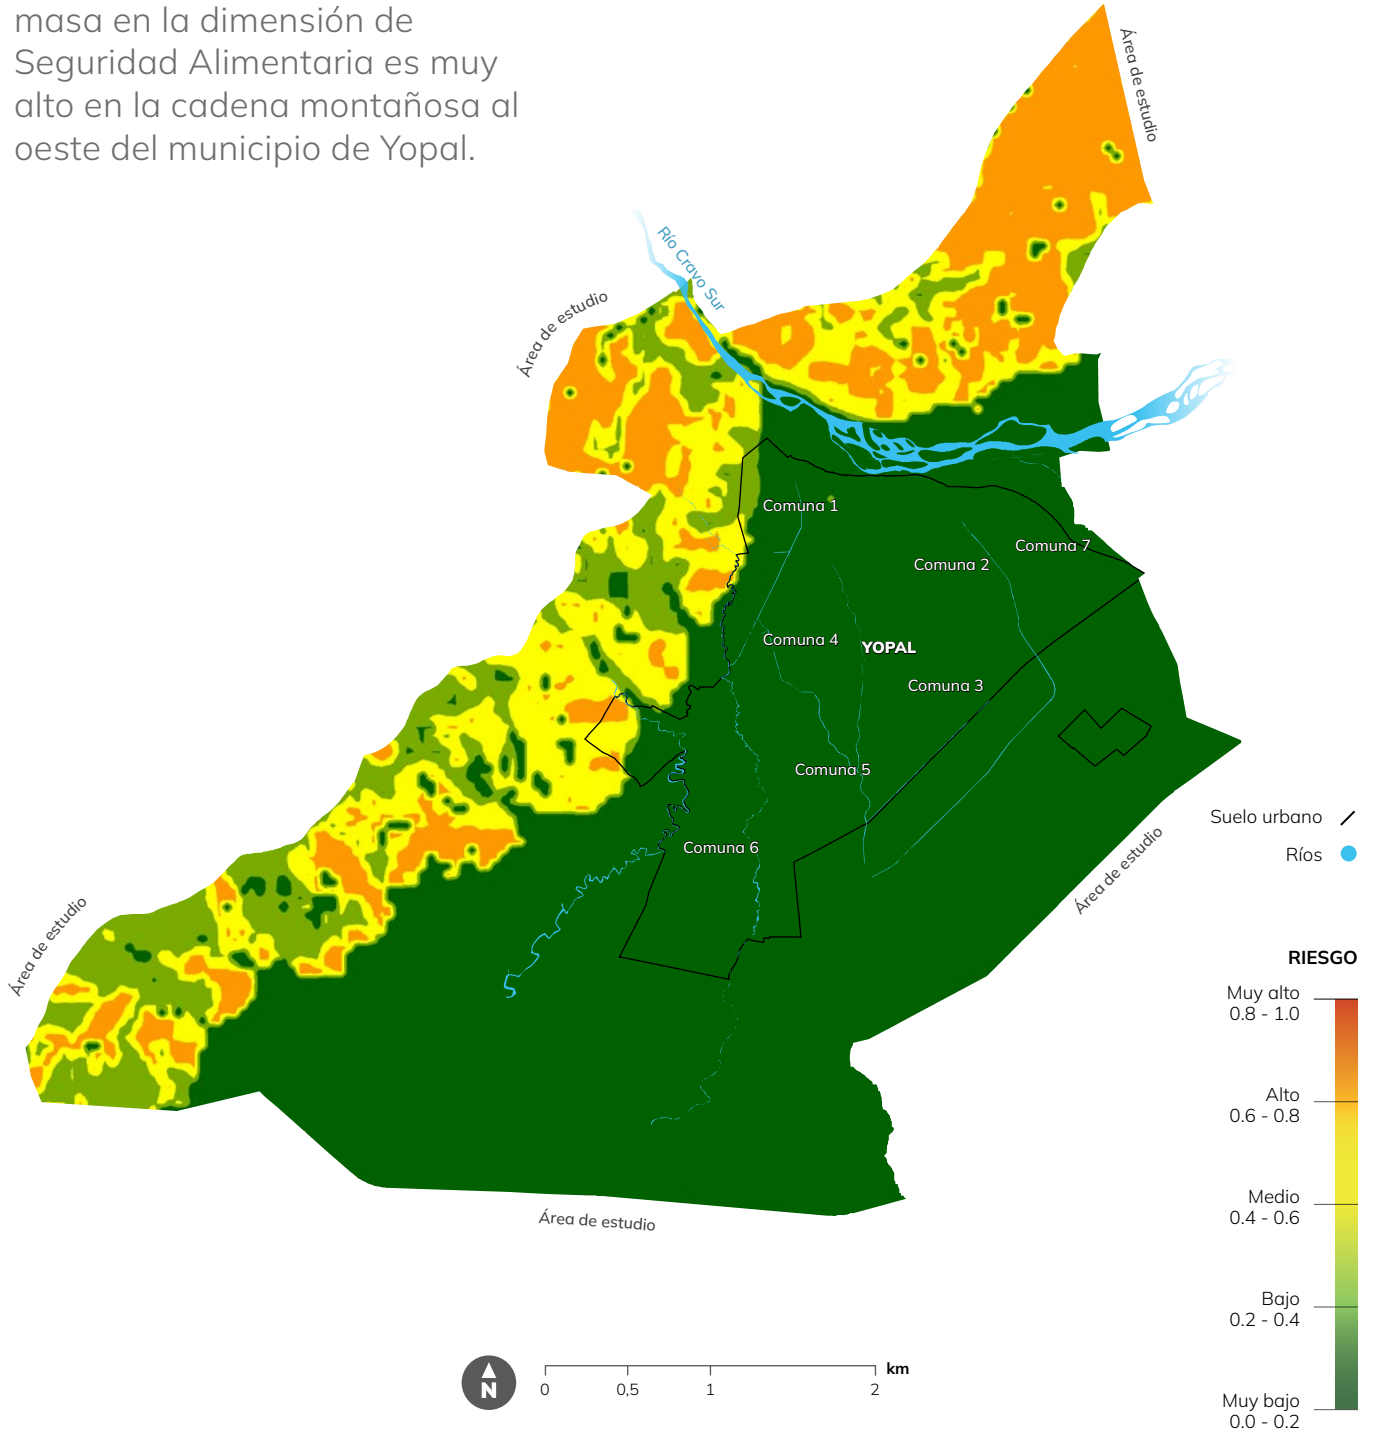 masa en la dimensión de
Seguridad Alimentaria es muy
alto en la cadena montañosa al
oeste del municipio de Yopal.
Área de estudio
Río Cravo Sur
Área de estudio
Comuna 1
Comuna 7
Comuna 2
Comuna 4
YOPAL
Comuna 3
Comuna 5
Suelo urbano
Comuna 6
Ríos
Área de estudio
Área de estudio
RIESGO
Muy alto
0.8 - 1.0
Alto
0.6 - 0.8
Medio
0.4 - 0.6
Área de estudio
Bajo
0.2 - 0.4
N
km
0 0,5 1 2
Muy bajo
0.0 - 0.2